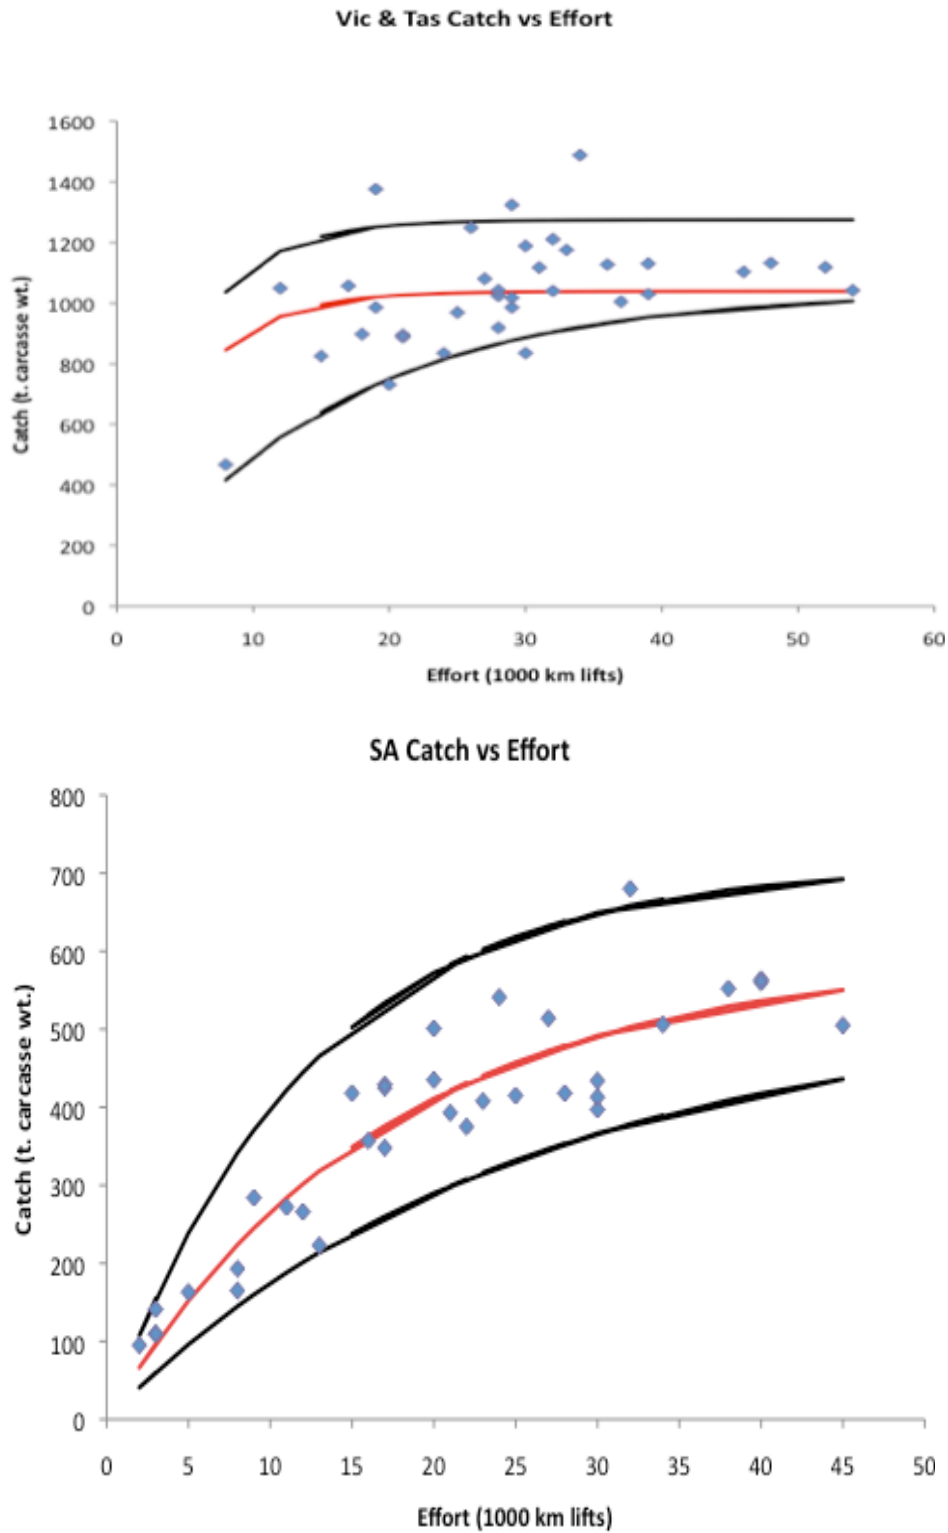 Vic & Tas Catch vs Effort
1600
1400
1200
1000
800
600
400
200
0
Catch (t. carcasse wt.)
0 10 20 30 40 50 60
Effort (1000 km lifts)
SA Catch vs Effort
800
700
600
500
400
300
200
100
0
Catch (t. carcasse wt.)
0 5 10 15 20 25 30 35 40 45 50
Effort (1000 km lifts)